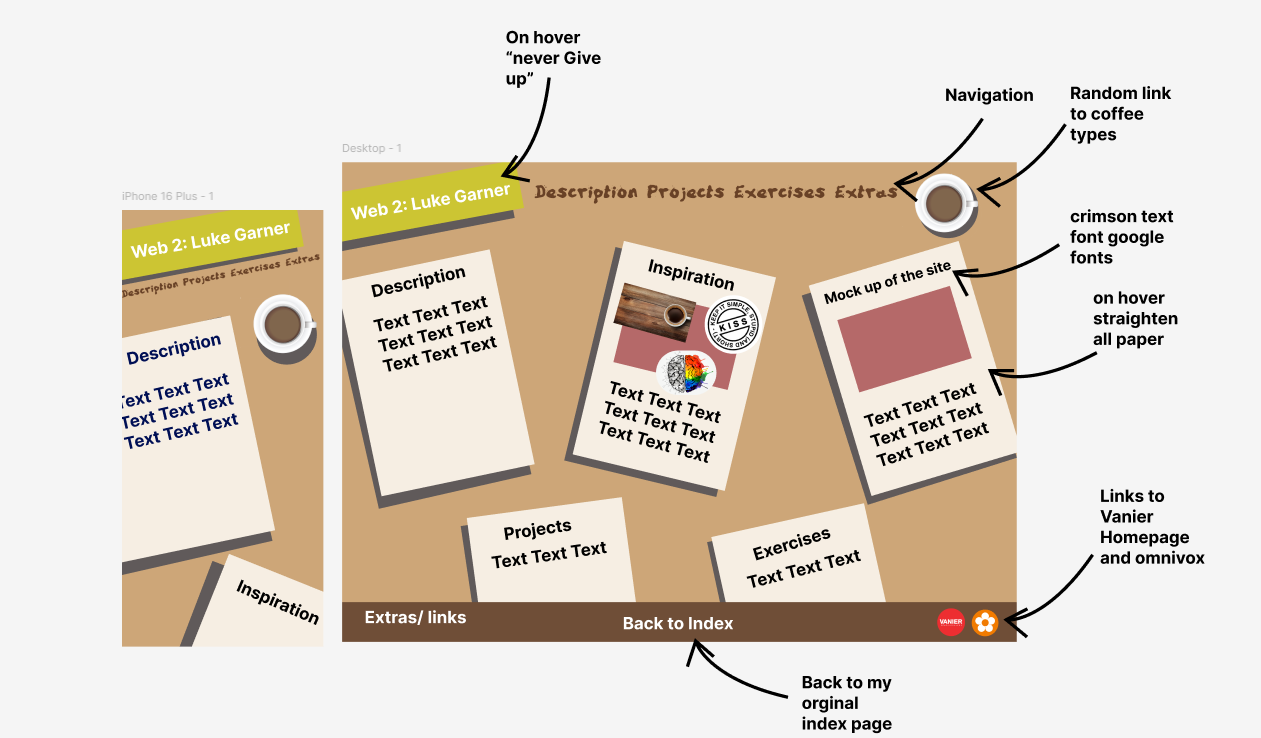 On hover
“never Give
up”
Navigation
Random link
to coffee
types
Desktop - 1
iPhone 16 Plus - 1
Web 2: Luke Garner
Description Projects Exercises Extras
Web 2: Luke Garner
Description Projects Exercises Extras
crimson text
font google
fonts
on hover
straighten
all paper
Description
Text Text Text
Text Text Text
Text Text Text
Inspiration
KEEP IT SIMPLE, STUPID (AND SHORT)
KISS
Text Text Text
Text Text Text
Text Text Text
Mock up of the site
Text Text Text
Text Text Text
Text Text Text
Description
Text Text Text
Text Text Text
Text Text Text
Inspiration
Projects
Text Text Text
Exercises
Text Text Text
Links to
Vanier
Homepage
and omnivox
Extras/ links
Back to Index
VANIER
Back to my
orginal
index page